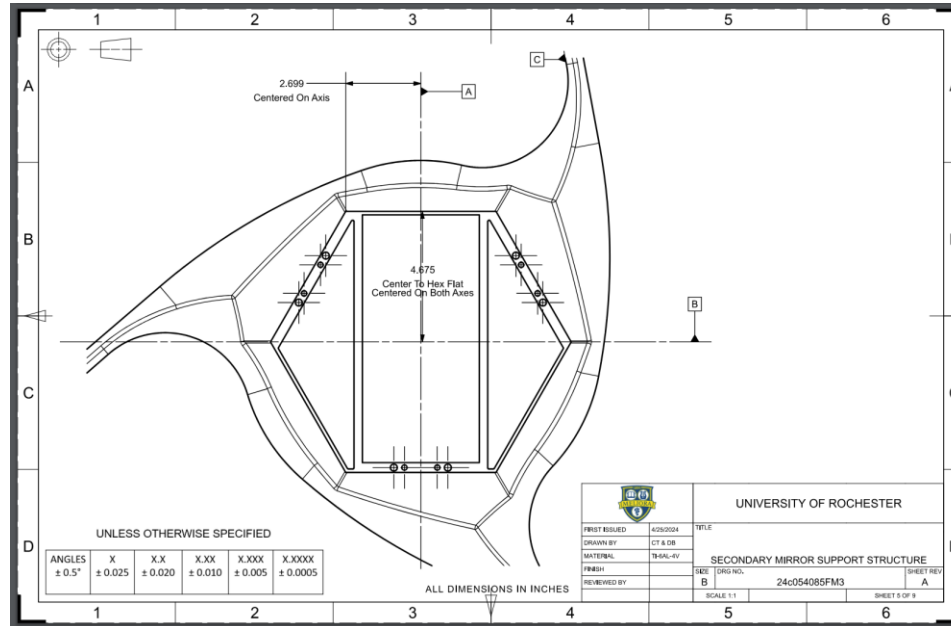 1 2 3 4 5 6
A
B
C
D
2.699
Centered On Axis
A
C
4.675
Center To Hex Flat
Centered On Both Axes
B
UNLESS OTHERWISE SPECIFIED
ANGLES X X.X X.XX X.XXX X.XXXX
± 0.5° ± 0.025 ± 0.020 ± 0.010 ± 0.005 ± 0.0005
ALL DIMENSIONS IN INCHES
MELIORA
UNIVERSITY OF ROCHESTER
FIRST ISSUED 4/25/2024
DRAWN BY CT & DB
MATERIAL Ti-6AL-4V
FINISH
REVIEWED BY
TITLE
SECONDARY MIRROR SUPPORT STRUCTURE
SIZE DRG NO. SHEET REV
B 24c054085FM3 A
SCALE 1:1 SHEET 5 OF 9
1 2 3 4 5 6